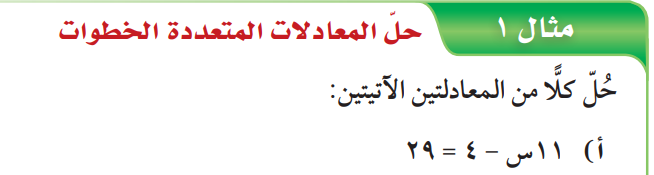 مثال ١ حلّ المعادلات المتعددة الخطوات
حُلّ كلًّا من المعادلتين الآتيتين:
أ) ١١س – ٤ = ٢٩